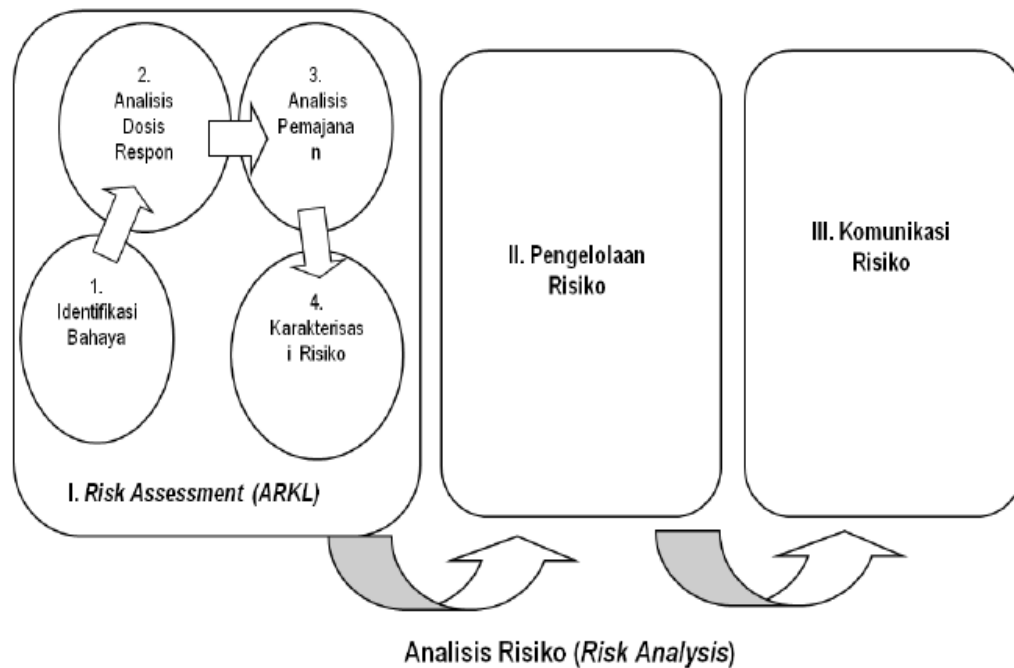 1.
Identifikasi
Bahaya
2.
Analisis
Dosis
Respon
3.
Analisis
Pemajana
n
4.
Karakterisas
i Risiko
I. Risk Assessment (ARKL)
II. Pengelolaan
Risiko
III. Komunikasi
Risiko
Analisis Risiko (Risk Analysis)